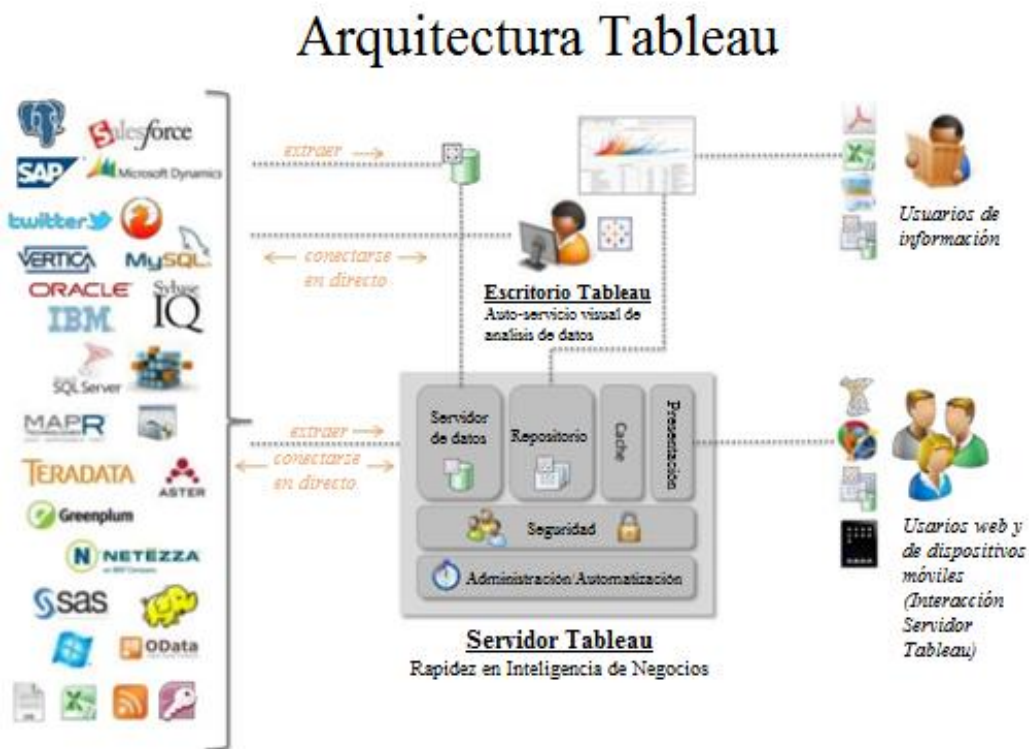 Arquitectura Tableau
Salesforce
SAP
Microsoft Dynamics
twitter
VERTICA
MySQL
ORACLE
Sybase
IQ
IBM
SQL Server
MAPR
TERADATA
ASTER
Greenplum
NETEZZA
sas
OData
extraer
conectarse
en directo
Escritorio Tableau
Auto-servicio visual de
analisis de datos
Usuarios de
información
extraer
conectarse
en directo
Servidor
de datos
Repositorio
Cache
Presentación
Seguridad
Administración/Automatización
Servidor Tableau
Rapidez en Inteligencia de Negocios
Usarios web y
de dispositivos
móviles
(Interacción
Servidor
Tableau)